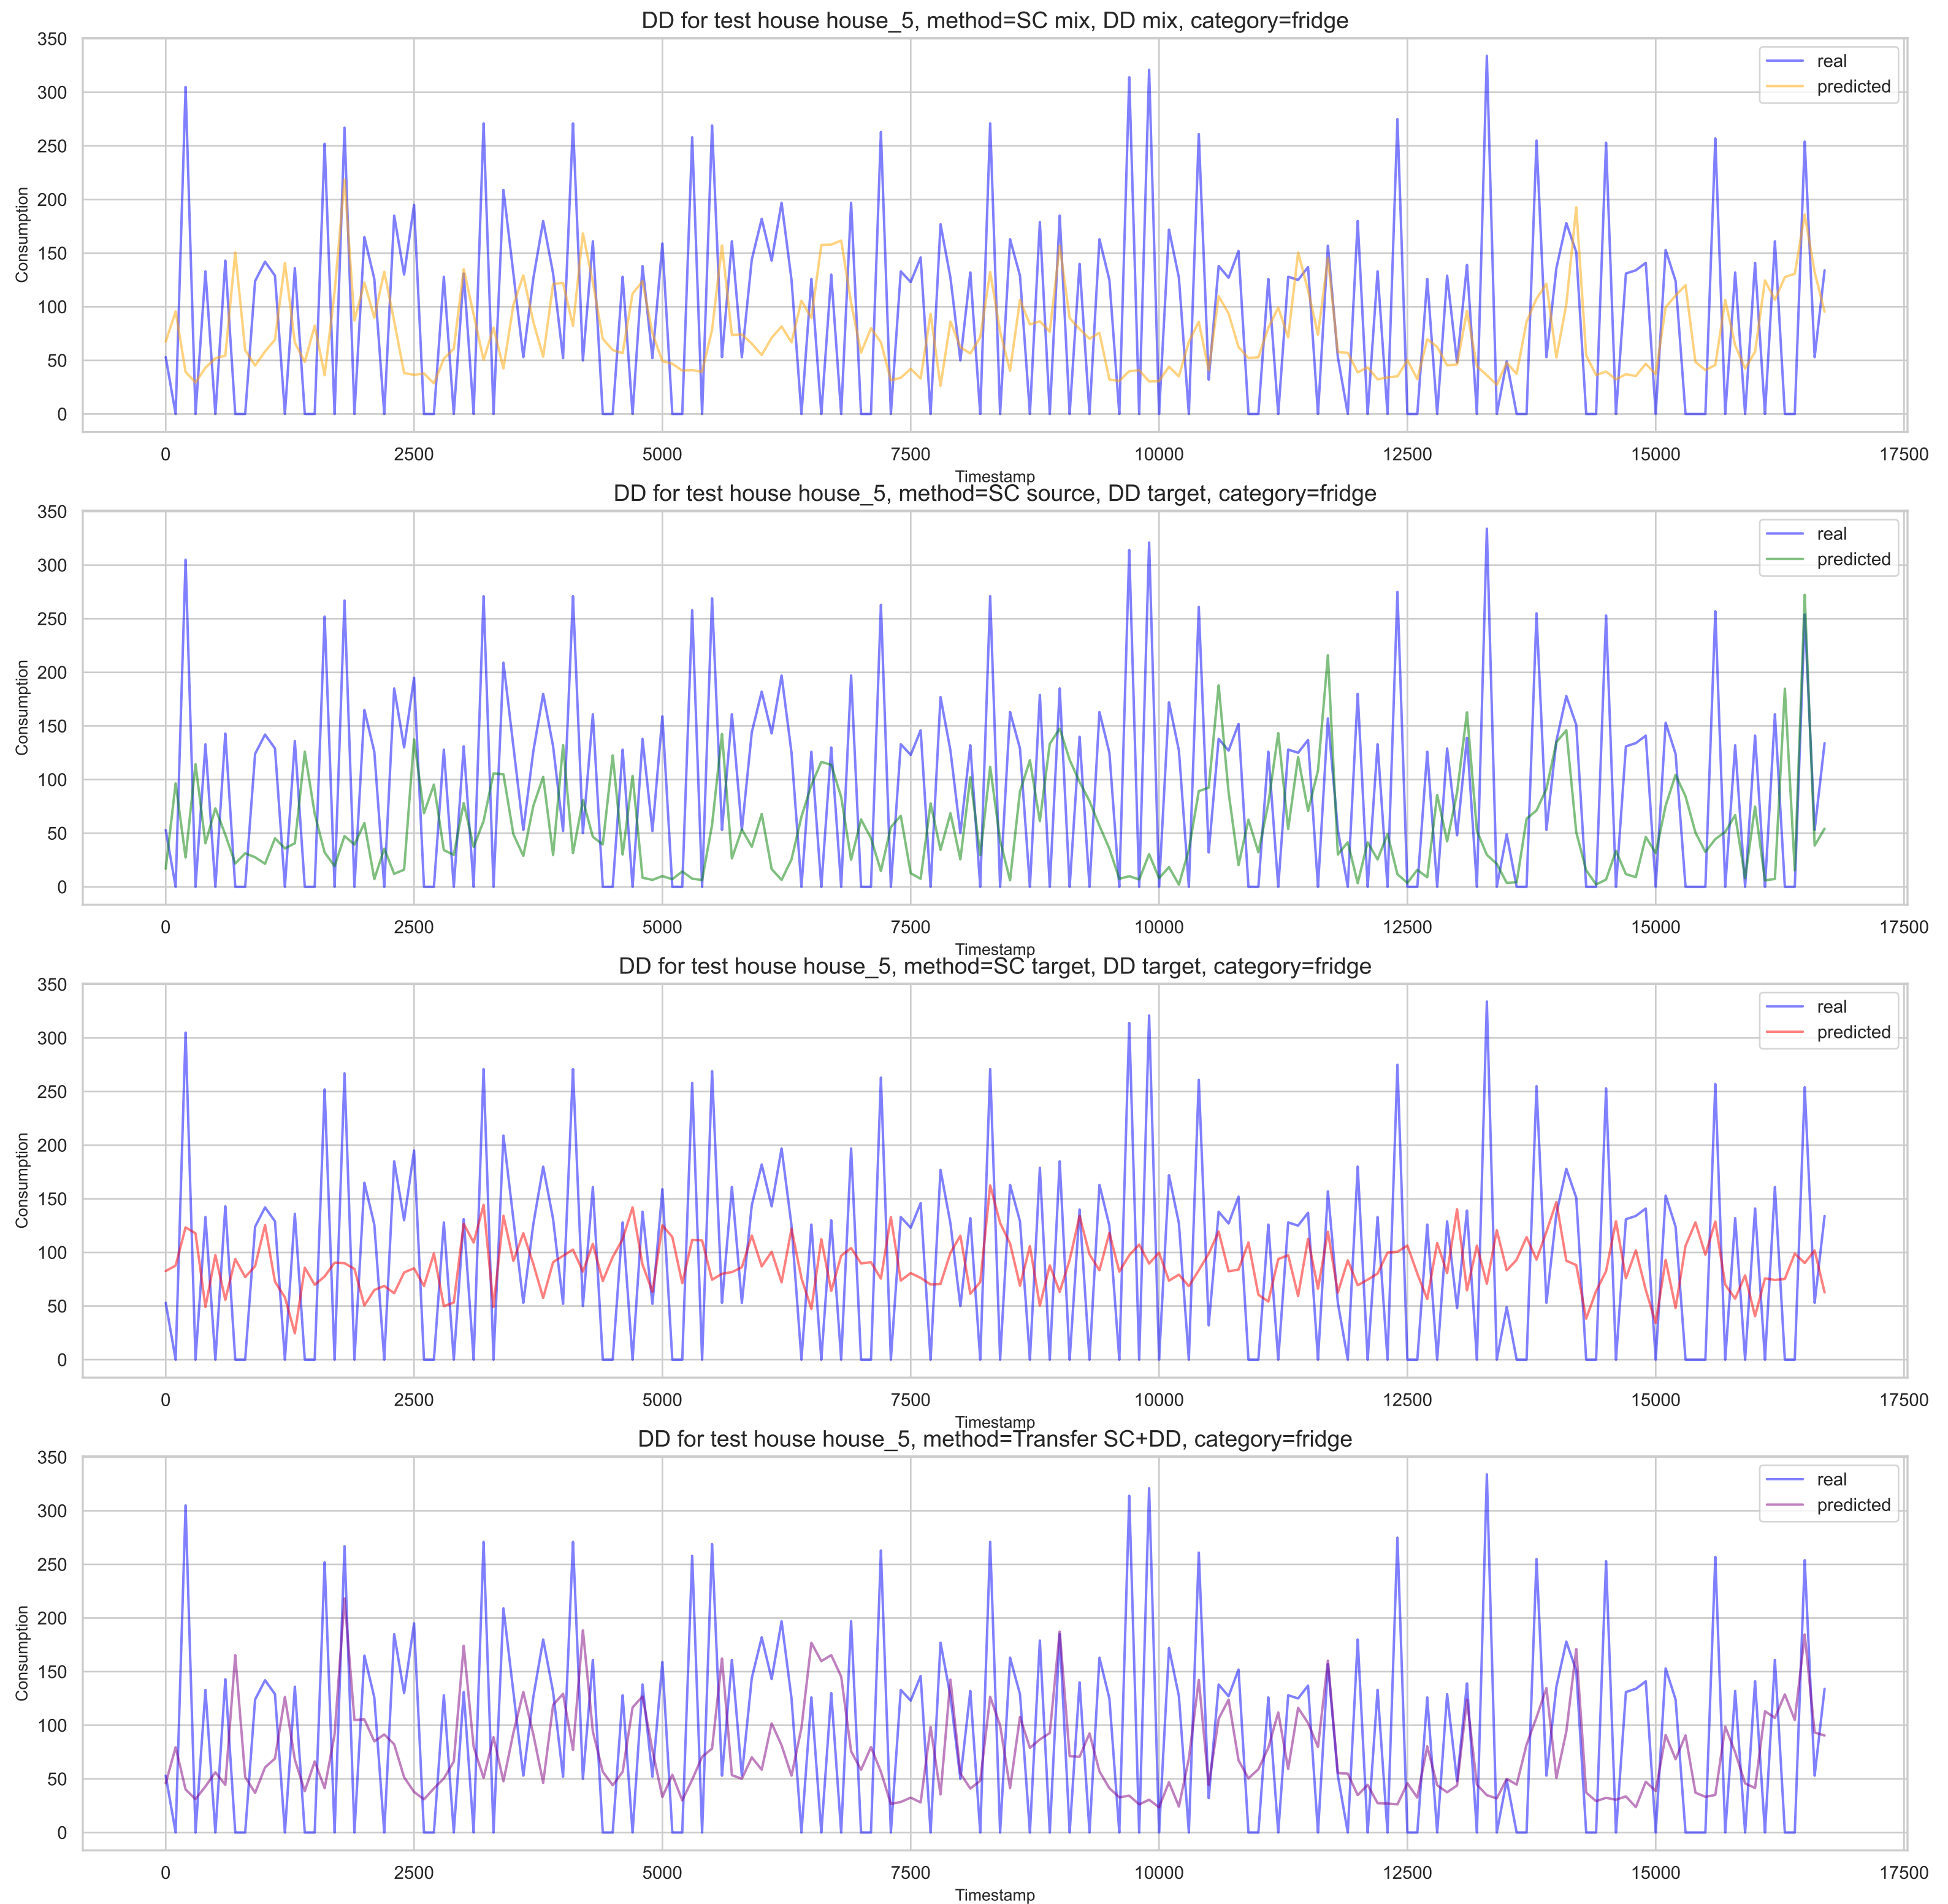 DD for test house house_5, method=SC mix, DD mix, category=fridge
350
300
250
200
150
100
50
0
Consumption
real
predicted
0 2500 5000 7500 10000 12500 15000 17500
Timestamp
DD for test house house_5, method=SC source, DD target, category=fridge
350
300
250
200
150
100
50
0
Consumption
real
predicted
0 2500 5000 7500 10000 12500 15000 17500
Timestamp
DD for test house house_5, method=SC target, DD target, category=fridge
350
300
250
200
150
100
50
0
Consumption
real
predicted
0 2500 5000 7500 10000 12500 15000 17500
Timestamp
DD for test house house_5, method=Transfer SC+DD, category=fridge
350
300
250
200
150
100
50
0
Consumption
real
predicted
0 2500 5000 7500 10000 12500 15000 17500
Timestamp